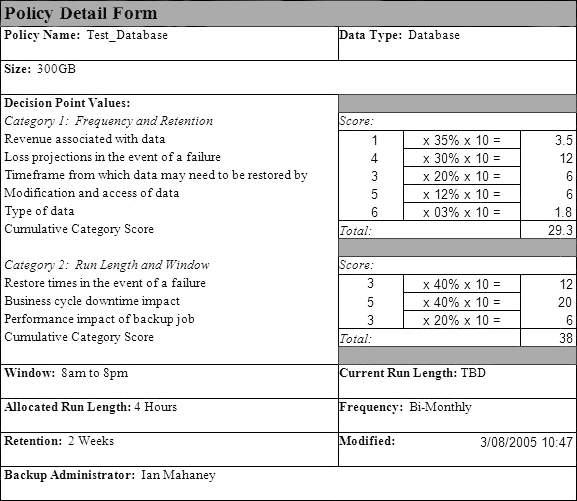 Policy Detail Form
Policy Name: Test_Database Data Type: Database
Size: 300GB
Decision Point Values:
Category 1: Frequency and Retention Score:
Revenue associated with data 1 x 35% x 10 = 3.5
Loss projections in the event of a failure 4 x 30% x 10 = 12
Timeframe from which data may need to be restored by 3 x 20% x 10 = 6
Modification and access of data 5 x 12% x 10 = 6
Type of data 6 x 03% x 10 = 1.8
Cumulative Category Score Total: 29.3
Category 2: Run Length and Window Score:
Restore times in the event of a failure 3 x 40% x 10 = 12
Business cycle downtime impact 5 x 40% x 10 = 20
Performance impact of backup job 3 x 20% x 10 = 6
Cumulative Category Score Total: 38
Window: 8am to 8pm Current Run Length: TBD
Allocated Run Length: 4 Hours Frequency: Bi-Monthly
Retention: 2 Weeks Modified: 3/08/2005 10:47
Backup Administrator: Ian Mahaney